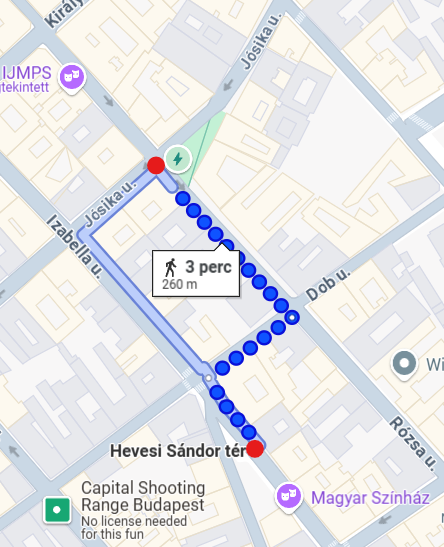 Király
Jósika u.
IJMPS
gtekintett
Jósika u.
Izabella u.
3 perc
260 m
Dob u.
Wi
Rózsa u.
Hevesi Sándor tér
Magyar Színház
Capital Shooting
Range Budapest
No license needed
for this fun